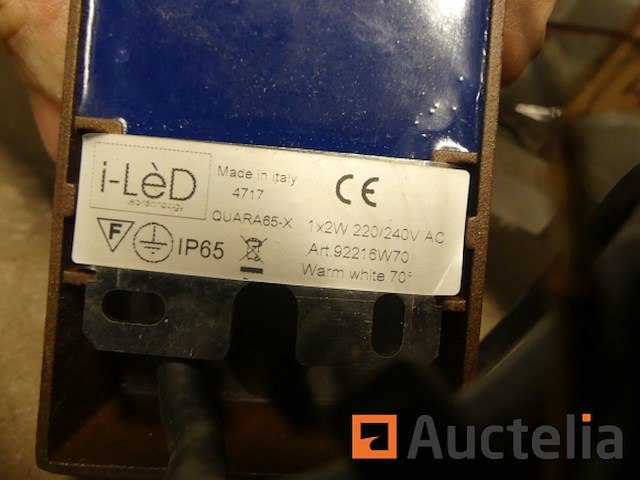 i-LèD
Made in Italy
4717
QUARA65-X
CE
1x2W 220/240V AC
Art.92216W70
Warm white 70°
F
IP65
Auctelia